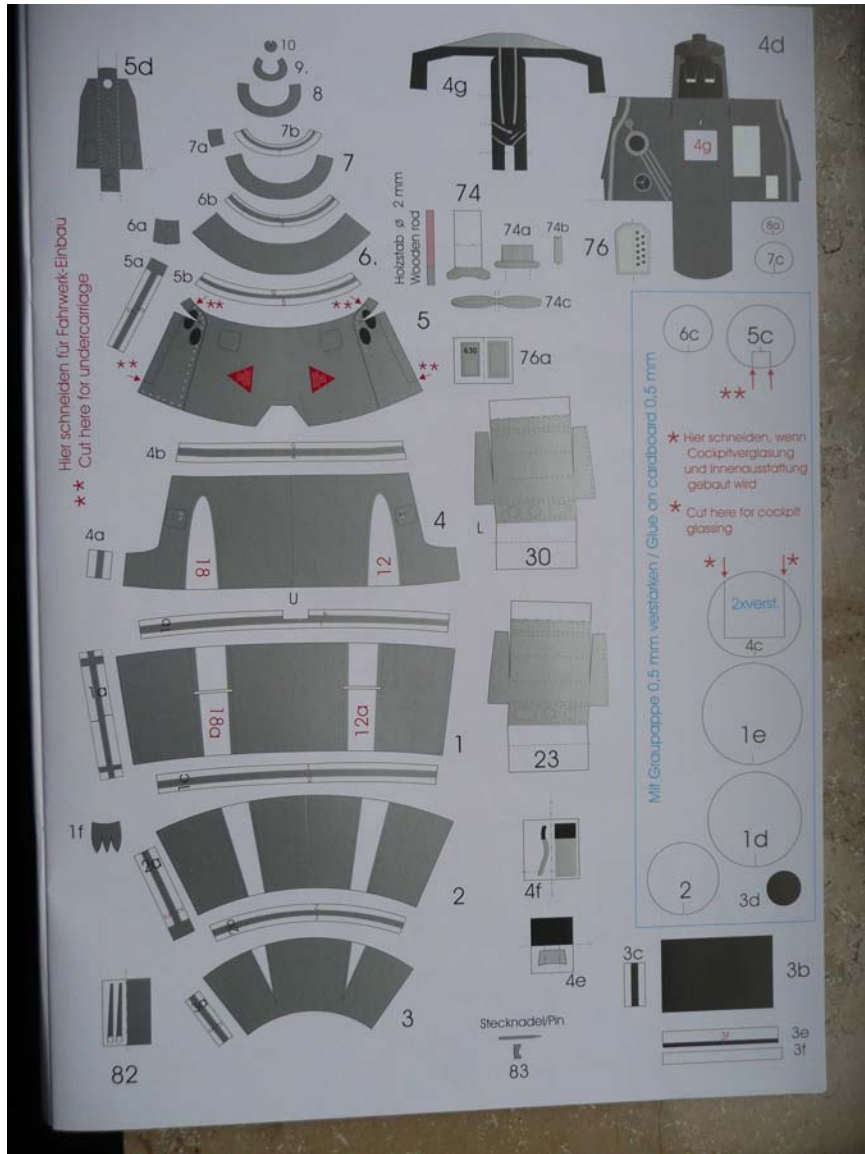 5d
10
9.
8
7b
7a
7
6b
6a
6.
5a
5b
**
**
5
**
**
Hier schneiden für Fahrwerk-Einbau
** Cut here for undercarriage
4b
4a
4
18
12
U
1b
1a
18a
12a
1
1c
1f
2a
2
3
82
4g
4d
4g
Holzstab ø 2 mm
Wooden rod
74
74a
74b
76
8a
7c
74c
630
76a
L
30
23
4f
4e
Stecknadel/Pin
83
Mit Graupappe 0,5 mm verstärken / Glue on cardboard 0,5 mm
6c
5c
**
* Hier schneiden, wenn
Cockpitverglasung
und Innenausstattung
gebaut wird
* Cut here for cockpit
glassing
*
*
2xverst.
4c
1e
1d
2
3d
3c
3b
3f
3e
3f